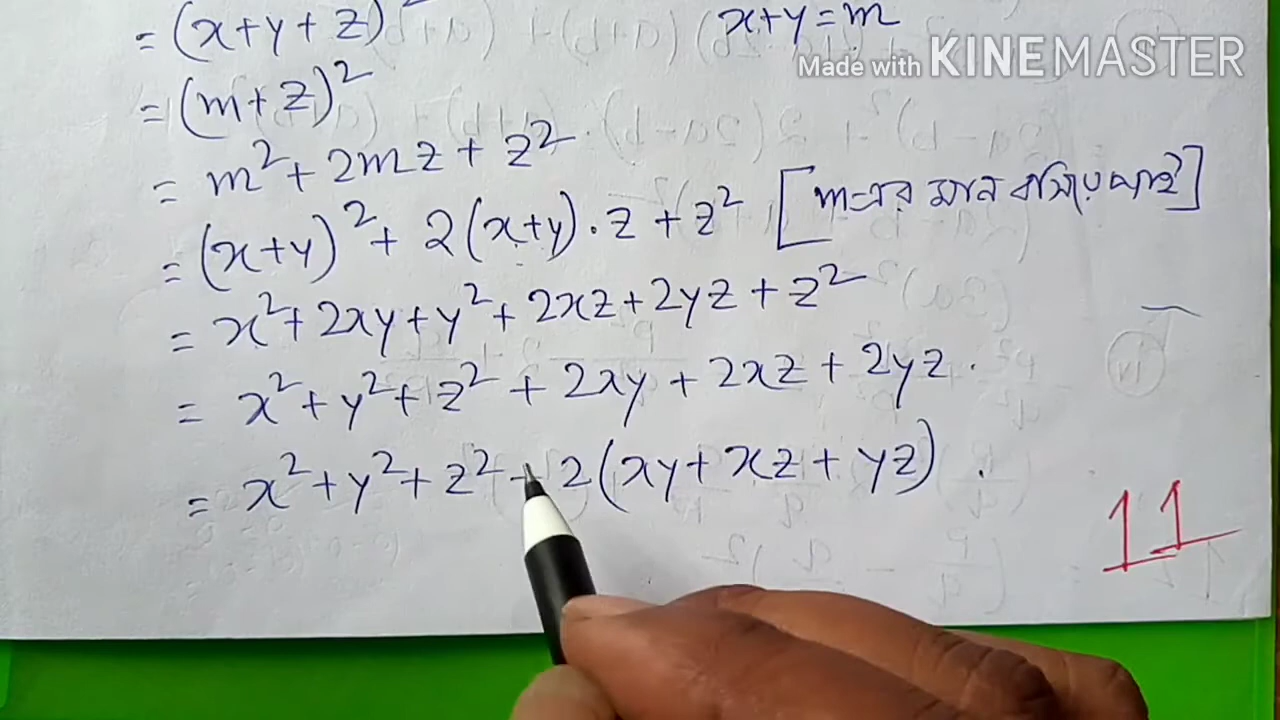 = (x+y+z)²
x+y=m
Made with KINEMASTER
= (m+z)²
= m²+2mz+z²
= (x+y)²+2(x+y).z+z² [m-এর মান বসিয়ে পাই]
= x²+2xy+y²+2xz+2yz+z²
= x²+y²+z²+2xy+2xz+2yz.
= x²+y²+z²+2(xy+xz+yz).
11